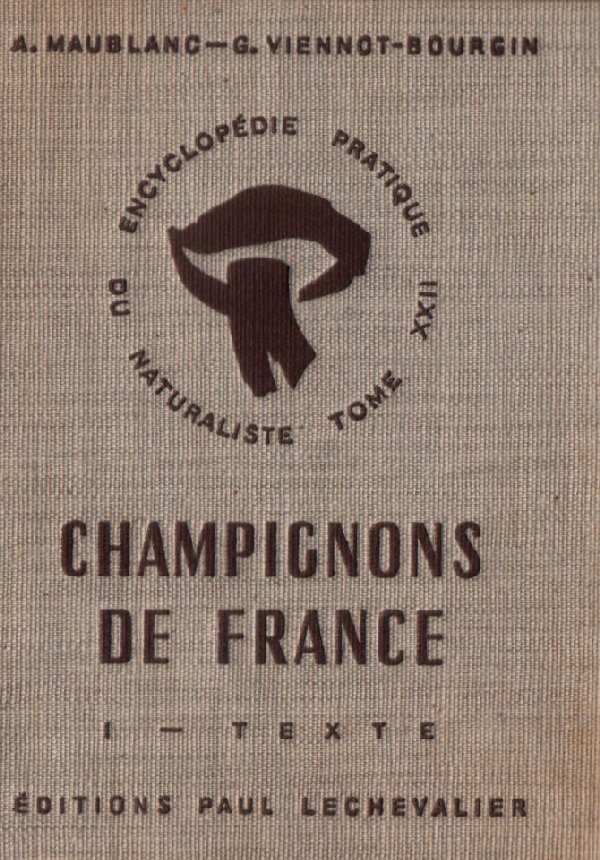 A. MAUBLANC — G. VIENNOT-BOURGIN
ENCYCLOPÉDIE PRATIQUE
DU NATURALISTE TOME XXII
CHAMPIGNONS
DE FRANCE
I — TEXTE
ÉDITIONS PAUL LECHEVALIER